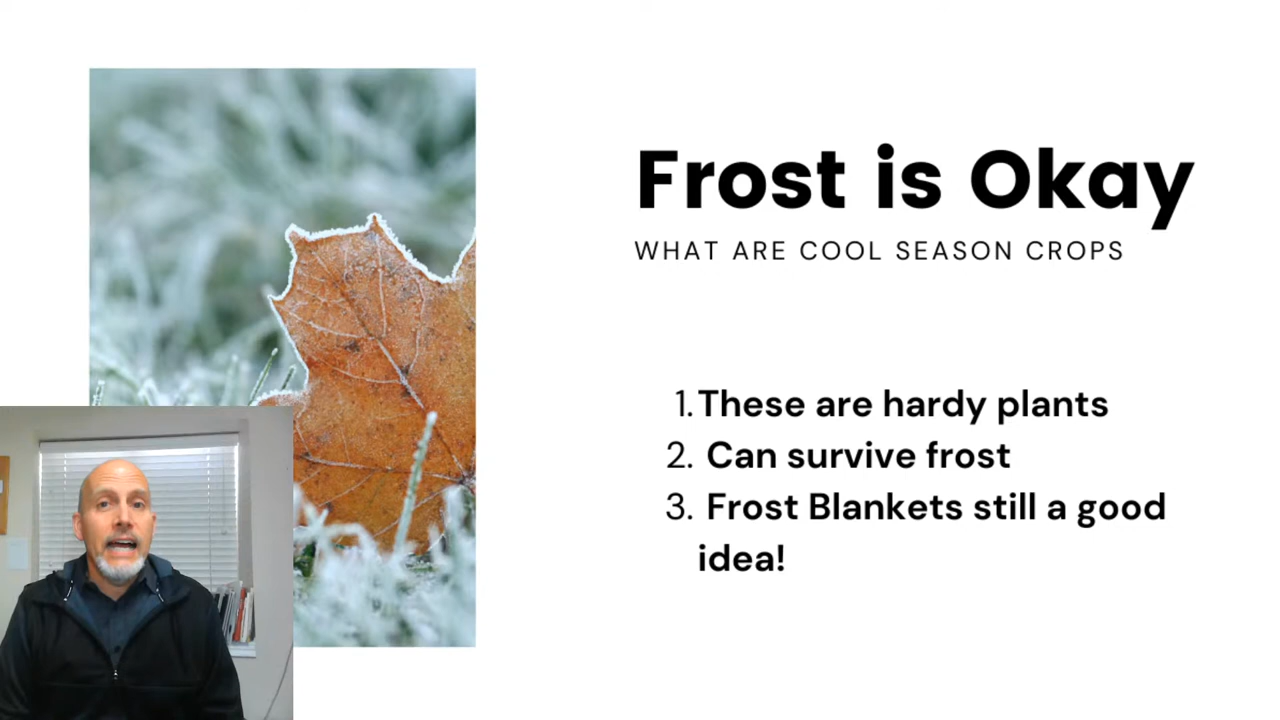 Frost is Okay
WHAT ARE COOL SEASON CROPS
1. These are hardy plants
2. Can survive frost
3. Frost Blankets still a good
idea!